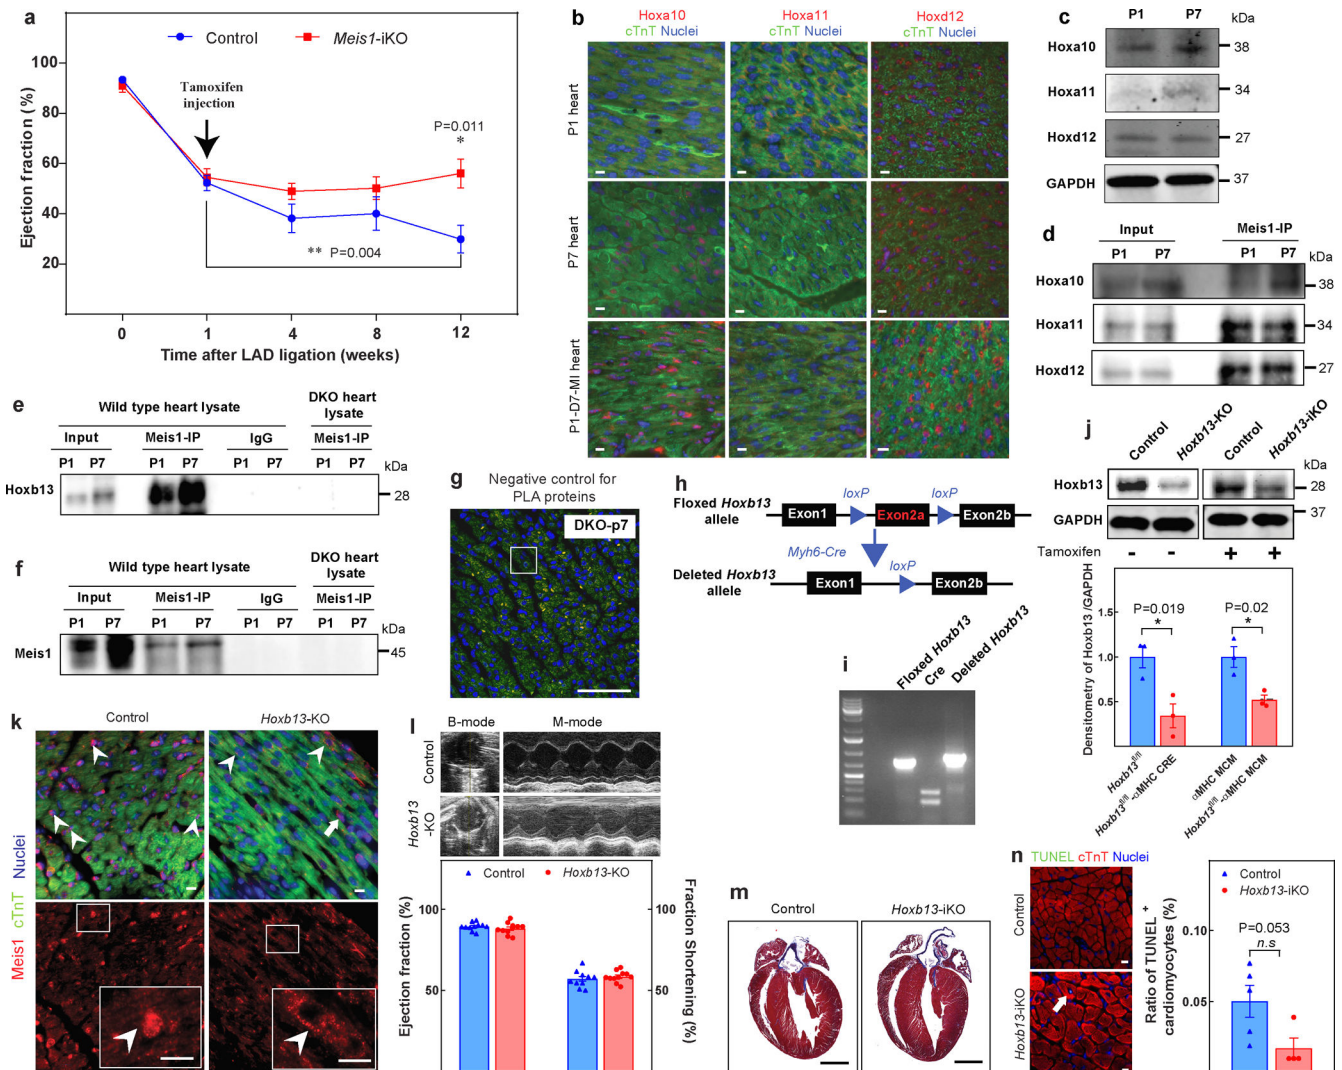 a
Control
Meis1-iKO
Ejection fraction (%)
100
80
60
40
20
Tamoxifen
injection
P=0.011
*
** P=0.004
0
1
4
8
12
Time after LAD ligation (weeks)
b
Hoxa10
cTnT Nuclei
Hoxa11
cTnT Nuclei
Hoxd12
cTnT Nuclei
P1 heart
P7 heart
P1-D7-MI heart
c
P1 P7 kDa
Hoxa10 38
Hoxa11 34
Hoxd12 27
GAPDH 37
d
Input Meis1-IP
P1 P7 P1 P7 kDa
Hoxa10 38
Hoxa11 34
Hoxd12 27
e
Wild type heart lysate
DKO heart
lysate
Input Meis1-IP IgG Meis1-IP
P1 P7 P1 P7 P1 P7 P1 P7 kDa
Hoxb13 28
f
Wild type heart lysate
DKO heart
lysate
Input Meis1-IP IgG Meis1-IP
P1 P7 P1 P7 P1 P7 P1 P7 kDa
Meis1 45
g
Negative control for
PLA proteins
DKO-p7
h
loxP loxP
Floxed Hoxb13
allele
Exon1 Exon2a Exon2b
Myh6-Cre
loxP
Deleted Hoxb13
allele
Exon1 Exon2b
i
Floxed Hoxb13
Cre
Deleted Hoxb13
j
Control
Hoxb13-KO
Control
Hoxb13-iKO
kDa
Hoxb13 28
GAPDH 37
Tamoxifen - - + +
Densitometry of Hoxb13 /GAPDH
1.5
1.0
0.5
P=0.019
*
P=0.02
*
Hoxb13fl/fl
Hoxb13fl/fl-αMHC CRE
αMHC MCM
Hoxb13fl/fl-αMHC MCM
k
Control
Hoxb13-KO
Meis1 cTnT Nuclei
l
B-mode M-mode
Control
Hoxb13
-KO
Control Hoxb13-KO
Ejection fraction (%)
100
50
Fraction Shortening (%)
100
50
m
Control
Hoxb13-iKO
n
TUNEL cTnT Nuclei
Control
Hoxb13-iKO
Control
Hoxb13-iKO
Ratio of TUNEL +
cardiomyocytes (%)
0.10
0.05
P=0.053
n.s